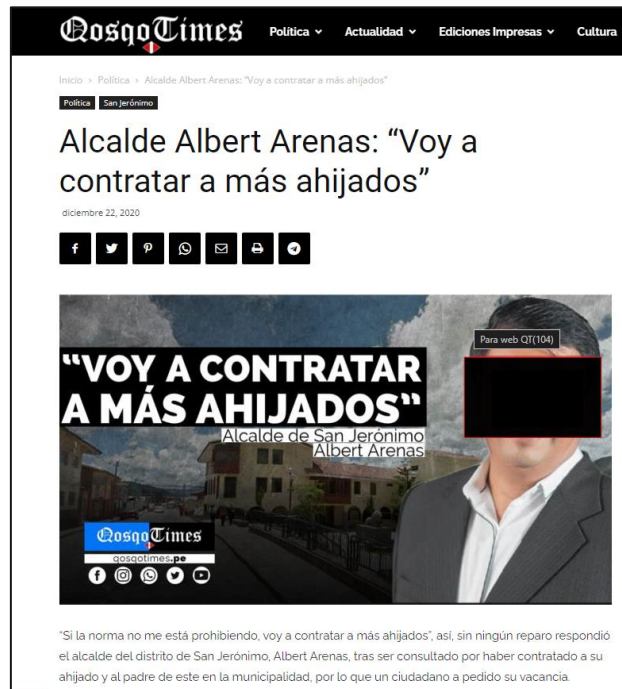 QosqoTimes
Política
Actualidad
Ediciones Impresas
Cultura
Inicio › Política › Alcalde Albert Arenas: "Voy a contratar a más ahijados"
Política
San Jerónimo
Alcalde Albert Arenas: “Voy a
contratar a más ahijados”
diciembre 22, 2020
Para web QT(104)
"VOY A CONTRATAR
A MÁS AHIJADOS"
Alcalde de San Jerónimo
Albert Arenas
QosqoTimes
qosqotimes.pe
“Si la norma no me está prohibiendo, voy a contratar a más ahijados”, así, sin ningún reparo respondió
el alcalde del distrito de San Jerónimo, Albert Arenas, tras ser consultado por haber contratado a su
ahijado y al padre de este en la municipalidad, por lo que un ciudadano a pedido su vacancia.